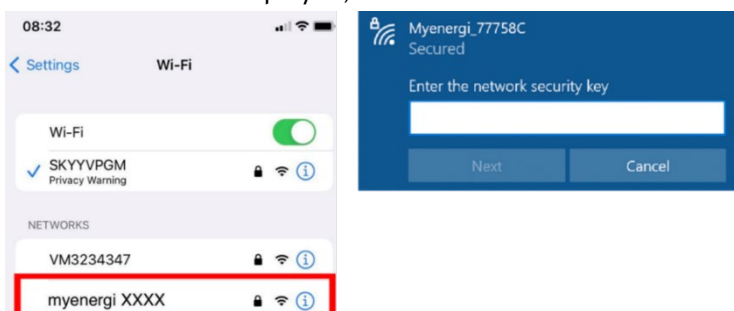 08:32
Settings
Wi-Fi
Wi-Fi
SKYYVPGM
Privacy Warning
NETWORKS
VM3234347
myenergi XXXX
Myenergi_77758C
Secured
Enter the network security key
Next
Cancel